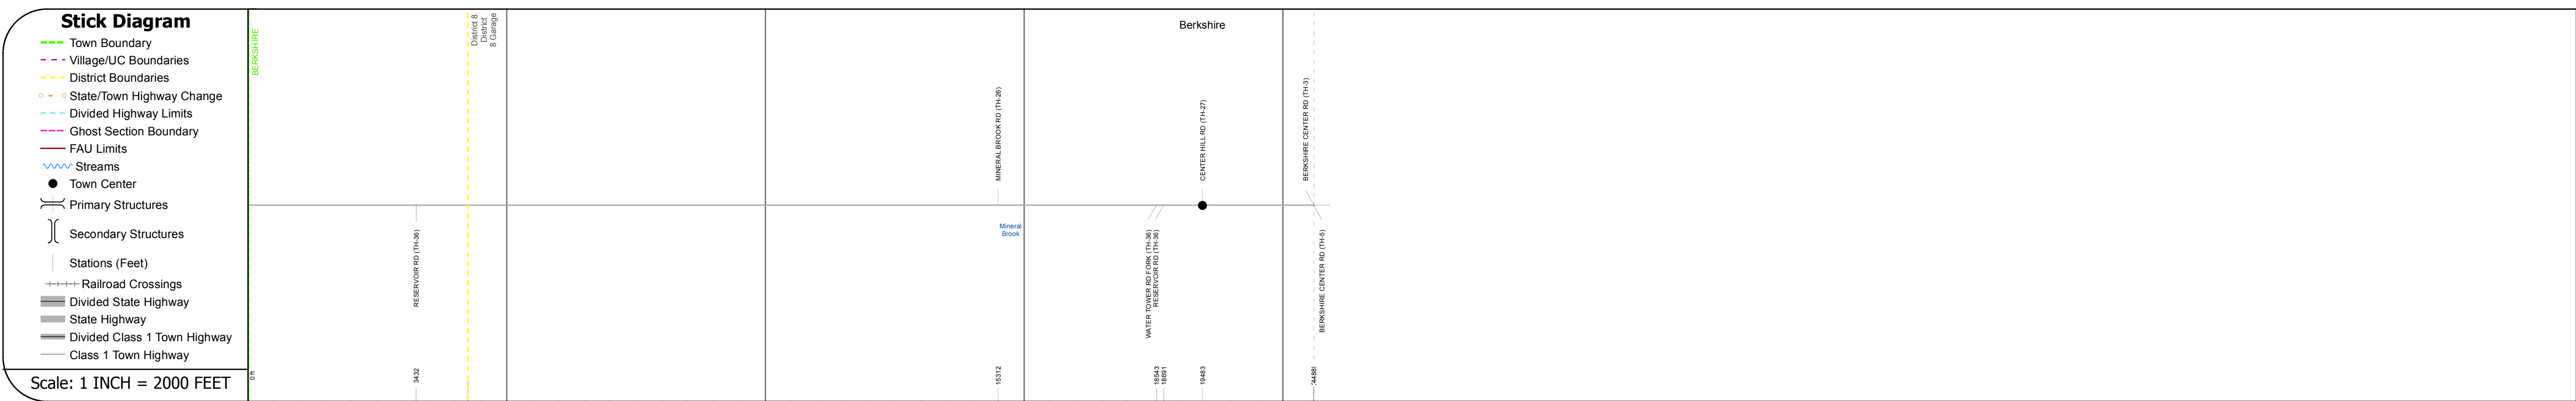 Stick Diagram
Town Boundary
Village/UC Boundaries
District Boundaries
State/Town Highway Change
Divided Highway Limits
Ghost Section Boundary
FAU Limits
Streams
Town Center
Primary Structures
Secondary Structures
Stations (Feet)
Railroad Crossings
Divided State Highway
State Highway
Divided Class 1 Town Highway
Class 1 Town Highway
Scale: 1 INCH = 2000 FEET
BERKSHIRE
District 8
District
8 Garage
Berkshire
MINERAL BROOK RD (TH-26)
CENTER HILL RD (TH-27)
BERKSHIRE CENTER RD (TH-3)
RESERVOIR RD (TH-36)
Mineral
Brook
WATER TOWER RD FORK (TH-36)
RESERVOIR RD (TH-36)
BERKSHIRE CENTER RD (TH-5)
0 ft
3432
15312
18543
18691
19483